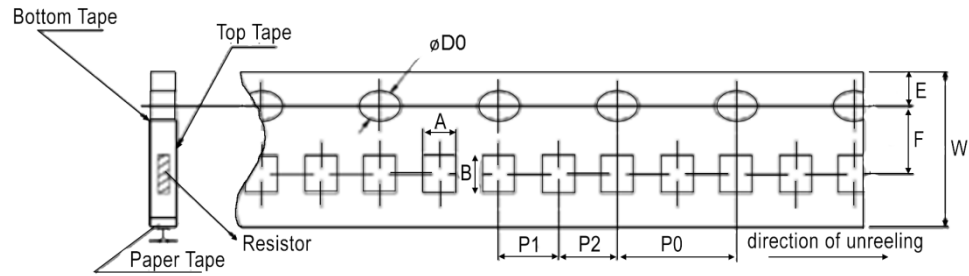 Bottom Tape
Top Tape
øD0
E
A
F
W
B
Resistor
P1
P2
P0
direction of unreeling
Paper Tape